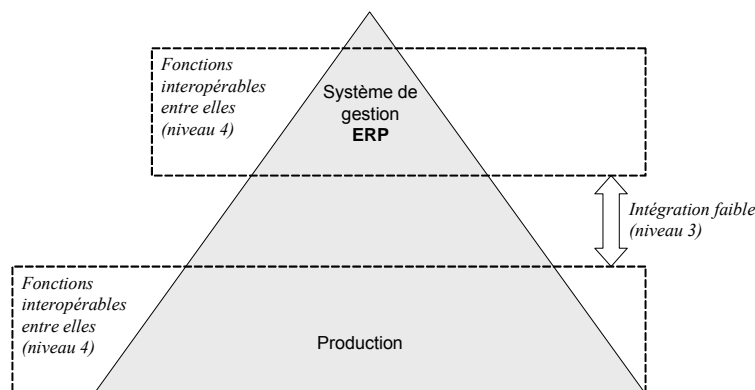 Fonctions
interopérables
entre elles
(niveau 4)
Système de
gestion
ERP
Intégration faible
(niveau 3)
Fonctions
interopérables
entre elles
(niveau 4)
Production